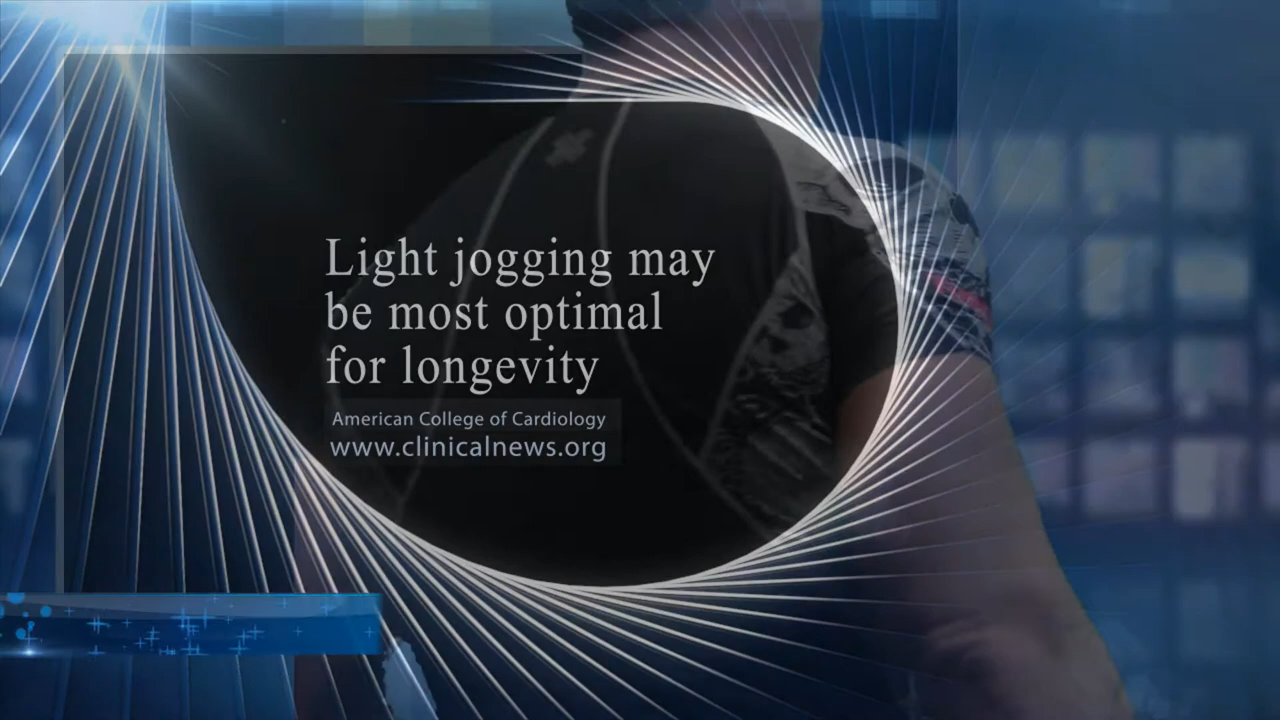 Light jogging may
be most optimal
for longevity
American College of Cardiology
www.clinicalnews.org